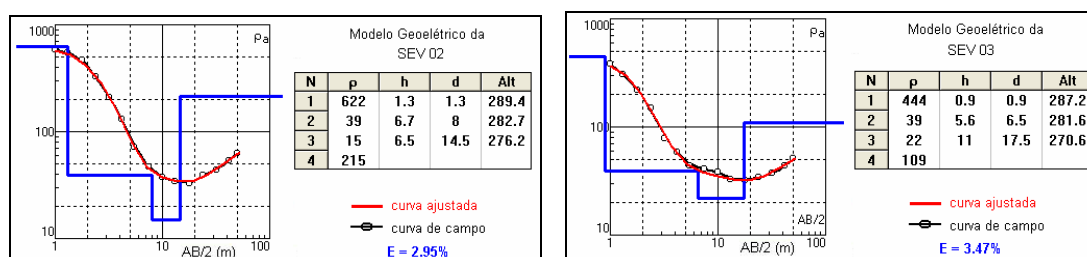 1000
ρa
100
10
1
10
100
AB/2 (m)
Modelo Geoelétrico da
SEV 02
N ρ h d Alt
1 622 1.3 1.3 289.4
2 39 6.7 8 282.7
3 15 6.5 14.5 276.2
4 215
curva ajustada
curva de campo
E = 2.95%
1000
ρa
100
10
1
10
100
AB/2
AB/2 (m)
Modelo Geoelétrico da
SEV 03
N ρ h d Alt
1 444 0.9 0.9 287.2
2 39 5.6 6.5 281.6
3 22 11 17.5 270.6
4 109
curva ajustada
curva de campo
E = 3.47%